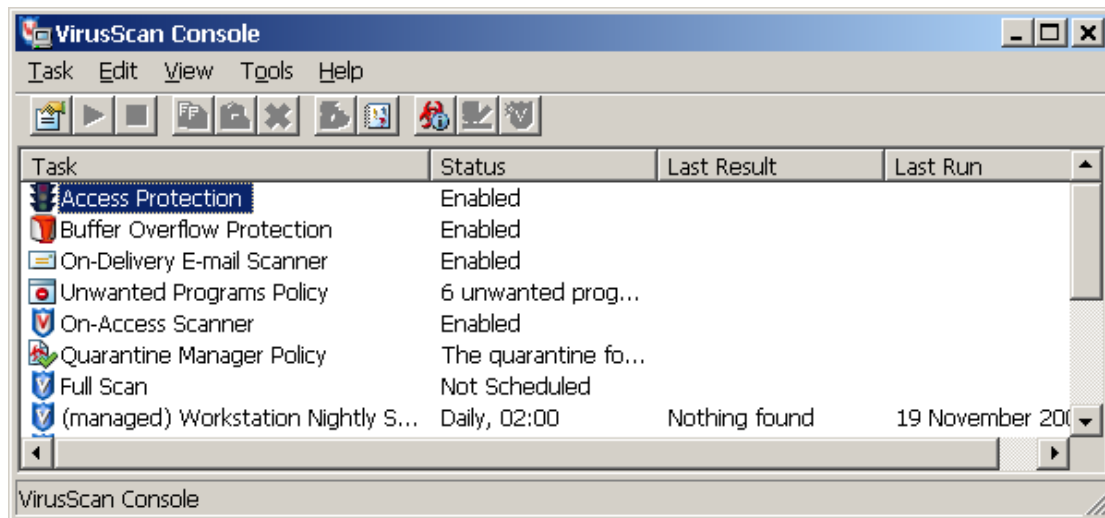 VirusScan Console
Task Edit View Tools Help
Task Status Last Result Last Run
Access Protection Enabled
Buffer Overflow Protection Enabled
On-Delivery E-mail Scanner Enabled
Unwanted Programs Policy 6 unwanted prog...
On-Access Scanner Enabled
Quarantine Manager Policy The quarantine fo...
Full Scan Not Scheduled
(managed) Workstation Nightly S... Daily, 02:00 Nothing found 19 November
VirusScan Console